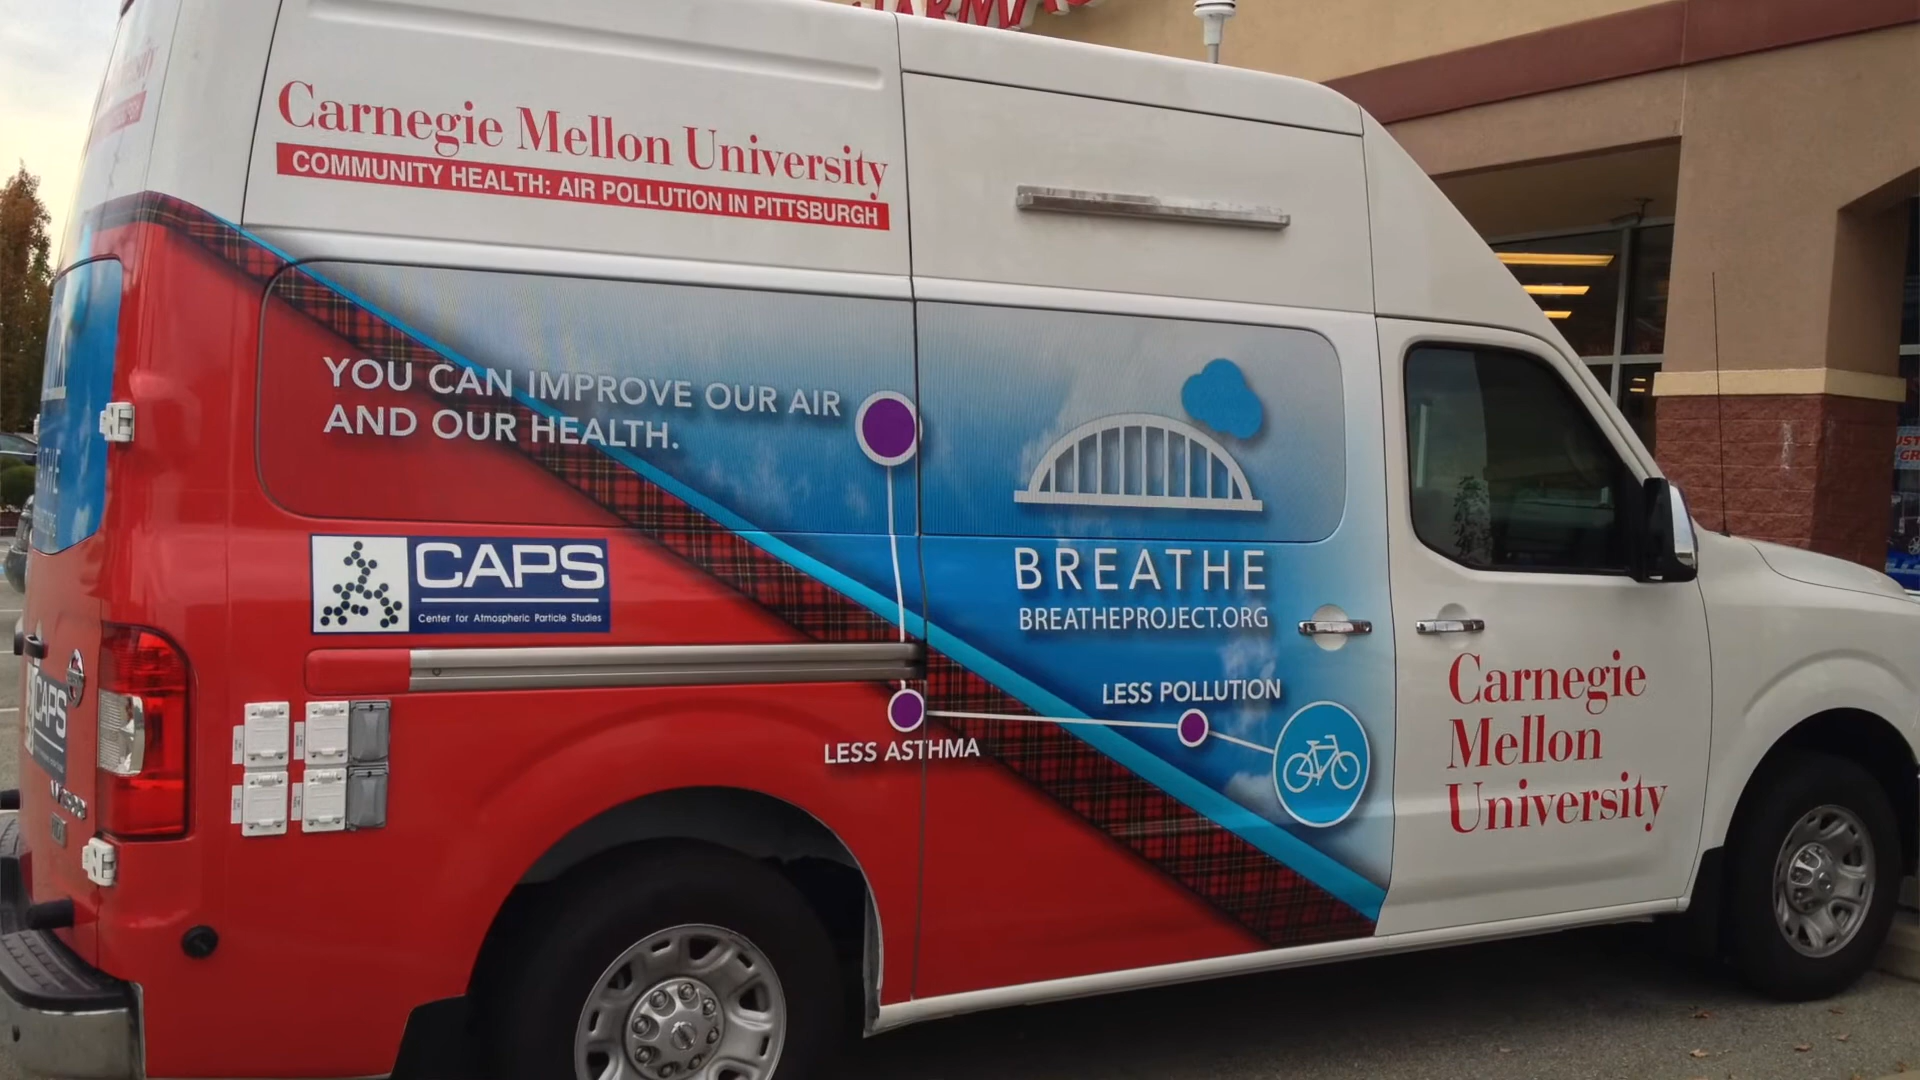 Carnegie Mellon University
COMMUNITY HEALTH: AIR POLLUTION IN PITTSBURGH
YOU CAN IMPROVE OUR AIR
AND OUR HEALTH.
CAPS
Center for Atmospheric Particle Studies
BREATHE
BREATHEPROJECT.ORG
LESS POLLUTION
LESS ASTHMA
Carnegie
Mellon
University
CAPS